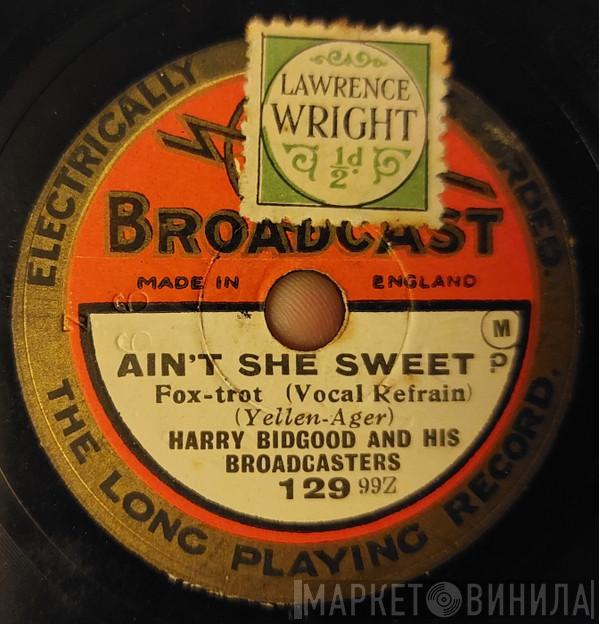 ELECTRICALLY
LAWRENCE
WRIGHT
½d.
BROADCAST
MADE IN ENGLAND
M
AIN'T SHE SWEET?
Fox-trot (Vocal Refrain)
(Yellen-Ager)
HARRY BIDGOOD AND HIS
BROADCASTERS
129 99Z
THE LONG PLAYING RECORD.
МАРКЕТ ВИНИЛА